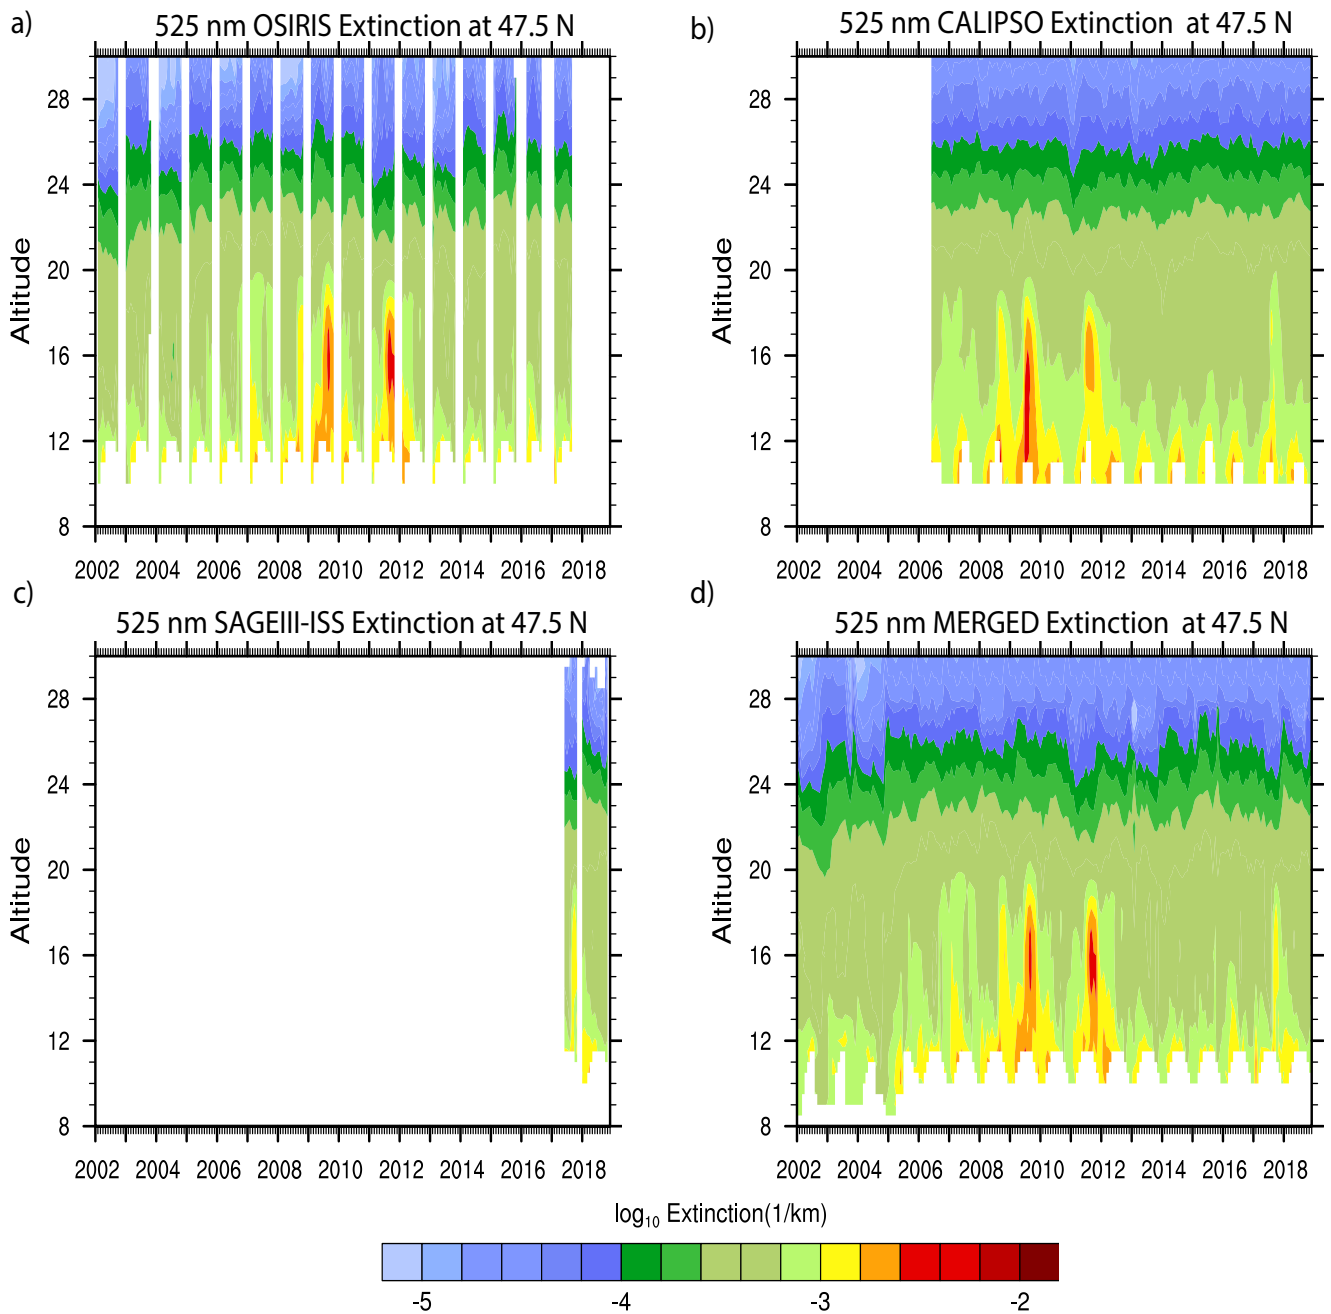 a)
525 nm OSIRIS Extinction at 47.5 N
28
24
20
16
12
8
Altitude
2002 2004 2006 2008 2010 2012 2014 2016 2018
b)
525 nm CALIPSO Extinction at 47.5 N
28
24
20
16
12
8
Altitude
2002 2004 2006 2008 2010 2012 2014 2016 2018
c)
525 nm SAGEIII-ISS Extinction at 47.5 N
28
24
20
16
12
8
Altitude
2002 2004 2006 2008 2010 2012 2014 2016 2018
d)
525 nm MERGED Extinction at 47.5 N
28
24
20
16
12
8
Altitude
2002 2004 2006 2008 2010 2012 2014 2016 2018
log₁₀ Extinction(1/km)
-5 -4 -3 -2